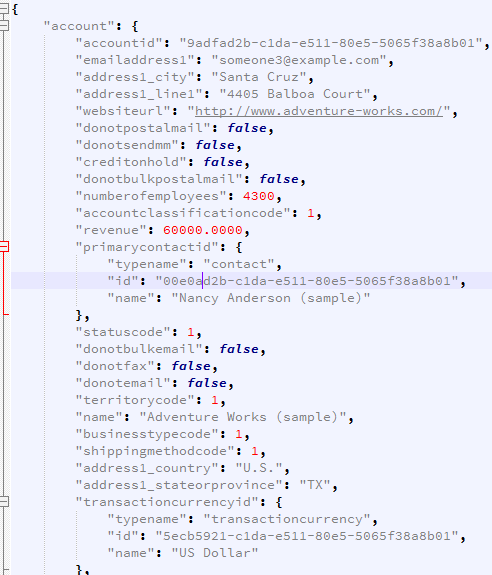 {
"account": {
"accountid": "9adfad2b-c1da-e511-80e5-5065f38a8b01",
"emailaddress1": "someone3@example.com",
"address1_city": "Santa Cruz",
"address1_line1": "4405 Balboa Court",
"websiteurl": "http://www.adventure-works.com/",
"donotpostalmail": false,
"donotsendmm": false,
"creditonhold": false,
"donotbulkpostalmail": false,
"numberofemployees": 4300,
"accountclassificationcode": 1,
"revenue": 60000.0000,
"primarycontactid": {
"typename": "contact",
"id": "00e0ad2b-c1da-e511-80e5-5065f38a8b01",
"name": "Nancy Anderson (sample)"
},
"statuscode": 1,
"donotbulkemail": false,
"donotfax": false,
"donotemail": false,
"territorycode": 1,
"name": "Adventure Works (sample)",
"businesstypecode": 1,
"shippingmethodcode": 1,
"address1_country": "U.S.",
"address1_stateorprovince": "TX",
"transactioncurrencyid": {
"typename": "transactioncurrency",
"id": "5ecb5921-c1da-e511-80e5-5065f38a8b01",
"name": "US Dollar"
},